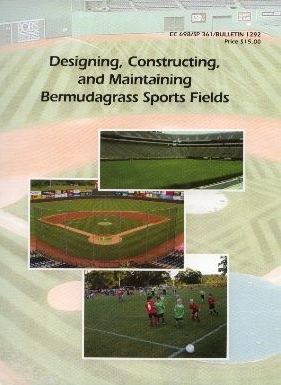 EC 698/SP 361/BULLETIN 1292
Price $15.00
Designing, Constructing,
and Maintaining
Bermudagrass Sports Fields